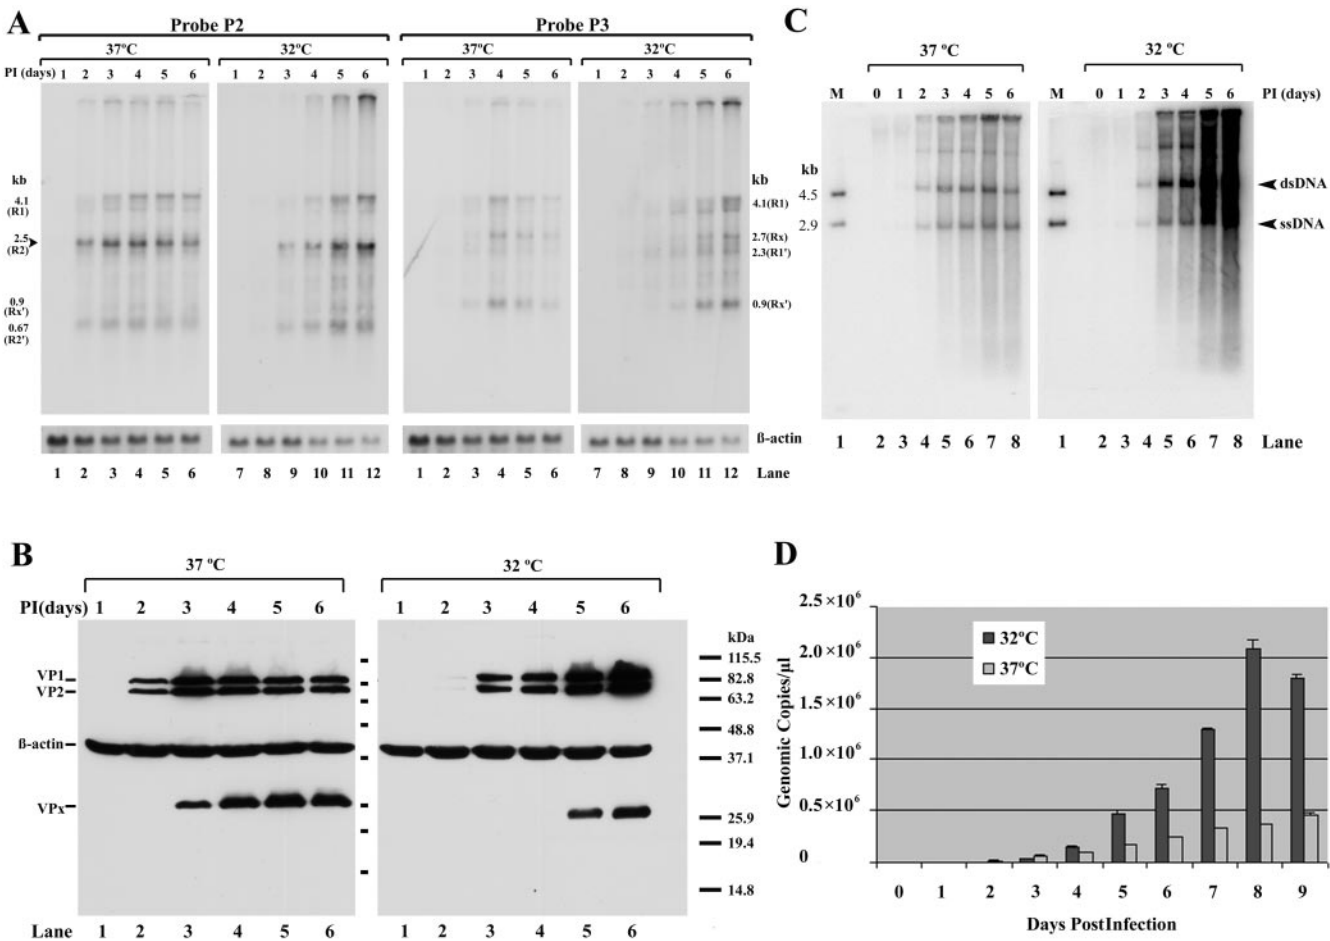 A
Probe P2
Probe P3
37ºC 32ºC 37ºC 32ºC
PI (days) 1 2 3 4 5 6 1 2 3 4 5 6 1 2 3 4 5 6 1 2 3 4 5 6
kb
4.1
(R1)
2.5
(R2)
0.9
(Rx')
0.67
(R2')
kb
4.1(R1)
2.7(Rx)
2.3(R1')
0.9(Rx')
ß-actin
1 2 3 4 5 6 7 8 9 10 11 12 1 2 3 4 5 6 7 8 9 10 11 12 Lane
C
37 ºC 32 ºC
M 0 1 2 3 4 5 6 M 0 1 2 3 4 5 6 PI (days)
kb
4.5
2.9
dsDNA
ssDNA
1 2 3 4 5 6 7 8 1 2 3 4 5 6 7 8 Lane
B
37 ºC 32 ºC
PI(days) 1 2 3 4 5 6 1 2 3 4 5 6
VP1
VP2
ß-actin
VPx
kDa
115.5
82.8
63.2
48.8
37.1
25.9
19.4
14.8
Lane 1 2 3 4 5 6 1 2 3 4 5 6
D
Genomic Copies/µl
2.5×10⁶
2.0×10⁶
1.5×10⁶
1.0×10⁶
0.5×10⁶
0
32ºC
37ºC
0 1 2 3 4 5 6 7 8 9
Days PostInfection